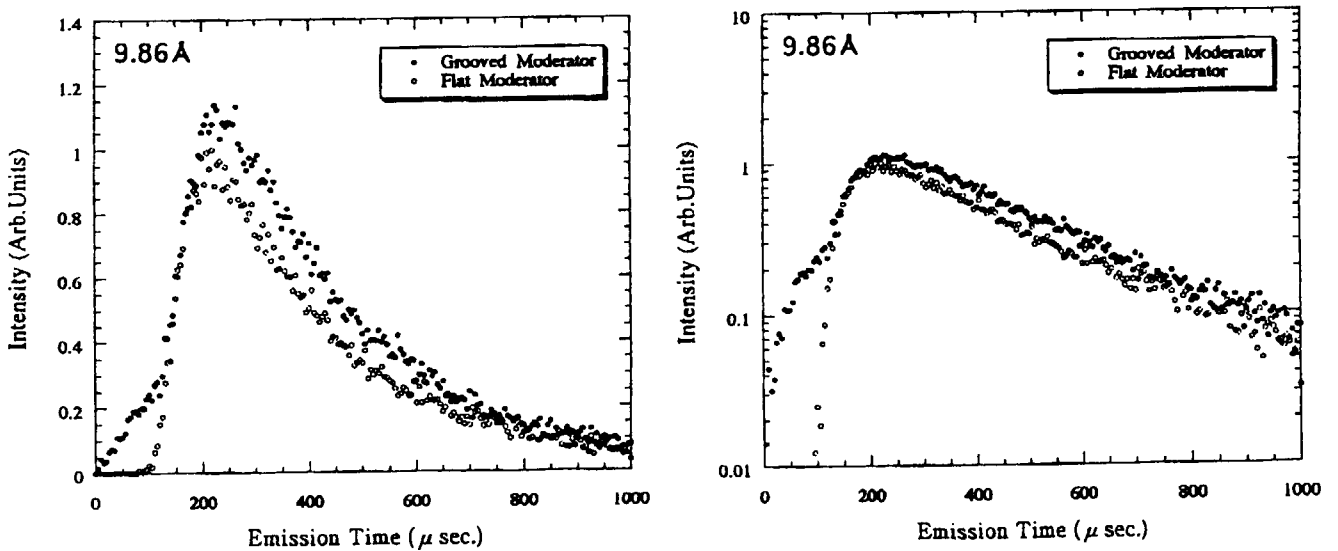 1.4
1.2
1
0.8
0.6
0.4
0.2
0
Intensity (Arb.Units)
9.86Å
Grooved Moderator
Flat Moderator
0 200 400 600 800 1000
Emission Time (μ sec.)
10
1
0.1
0.01
Intensity (Arb.Units)
9.86Å
Grooved Moderator
Flat Moderator
0 200 400 600 800 1000
Emission Time (μ sec.)